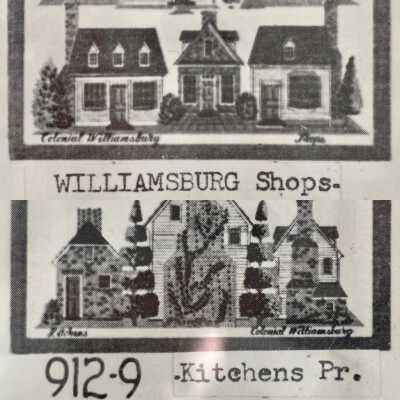 Colonial Williamsburg Shops
WILLIAMSBURG Shops.
Kitchens Colonial Williamsburg
912-9 .Kitchens Pr.